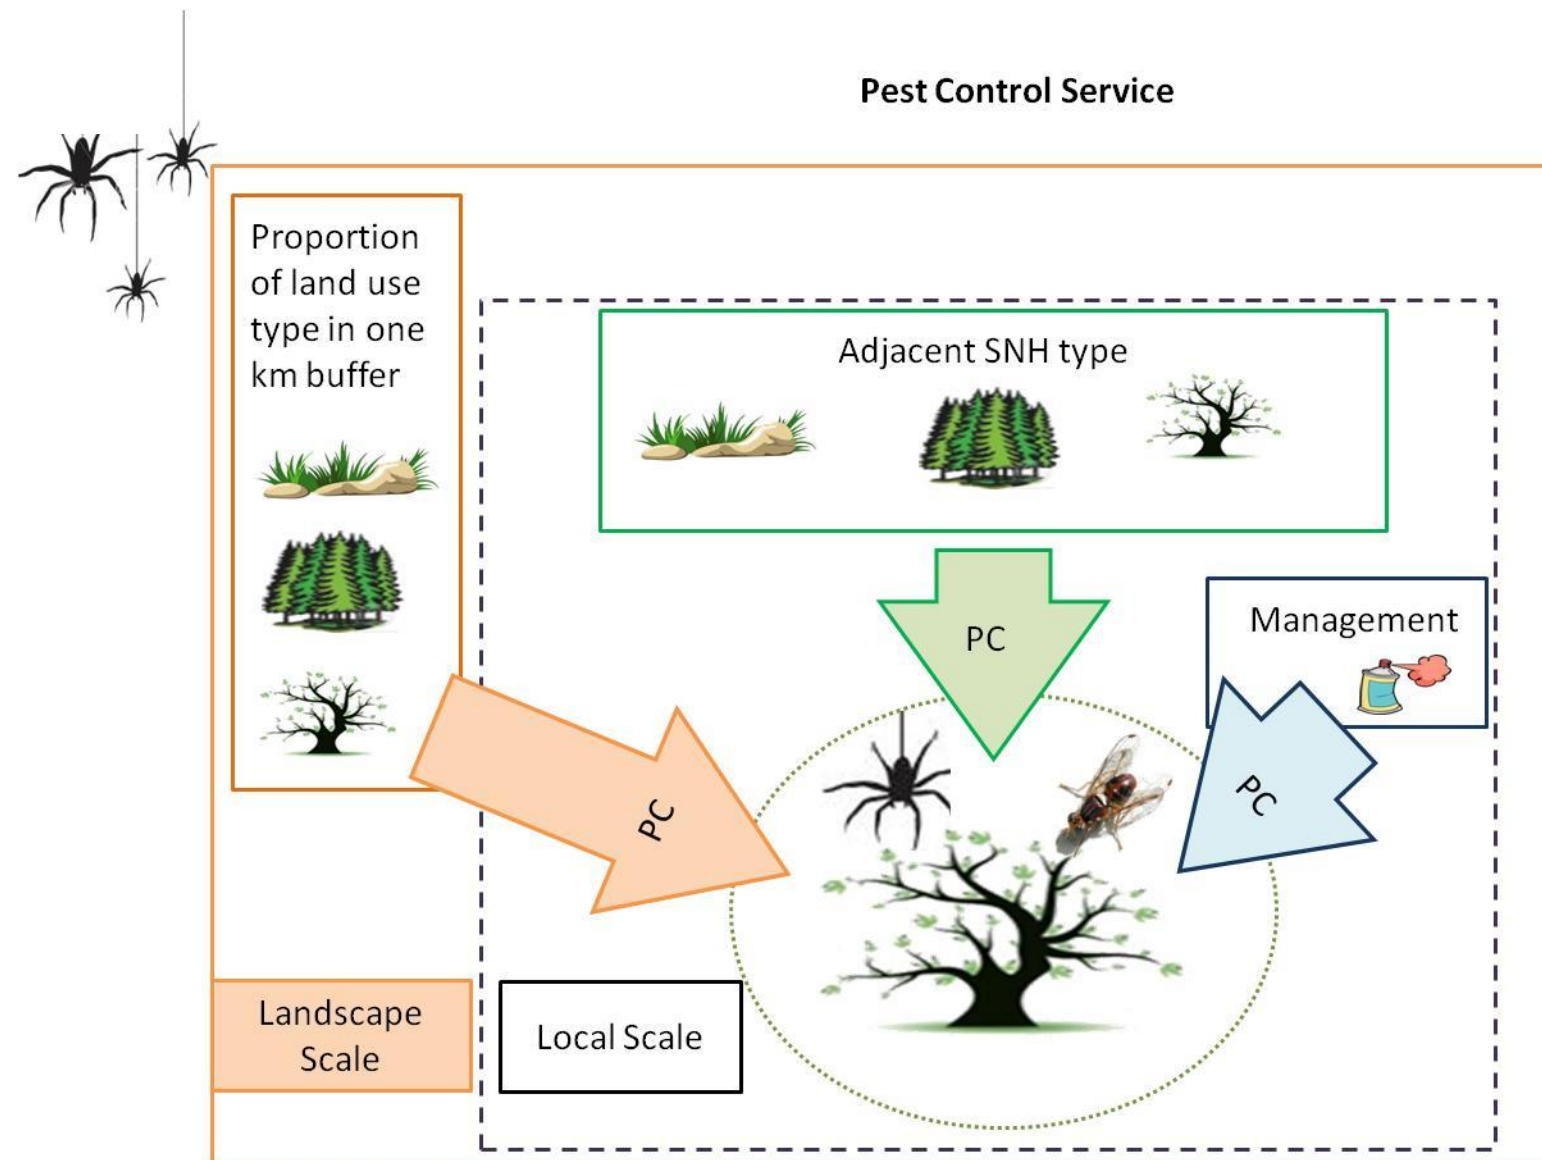 Pest Control Service
Proportion
of land use
type in one
km buffer
Adjacent SNH type
Management
PC
PC
PC
Landscape
Scale
Local Scale